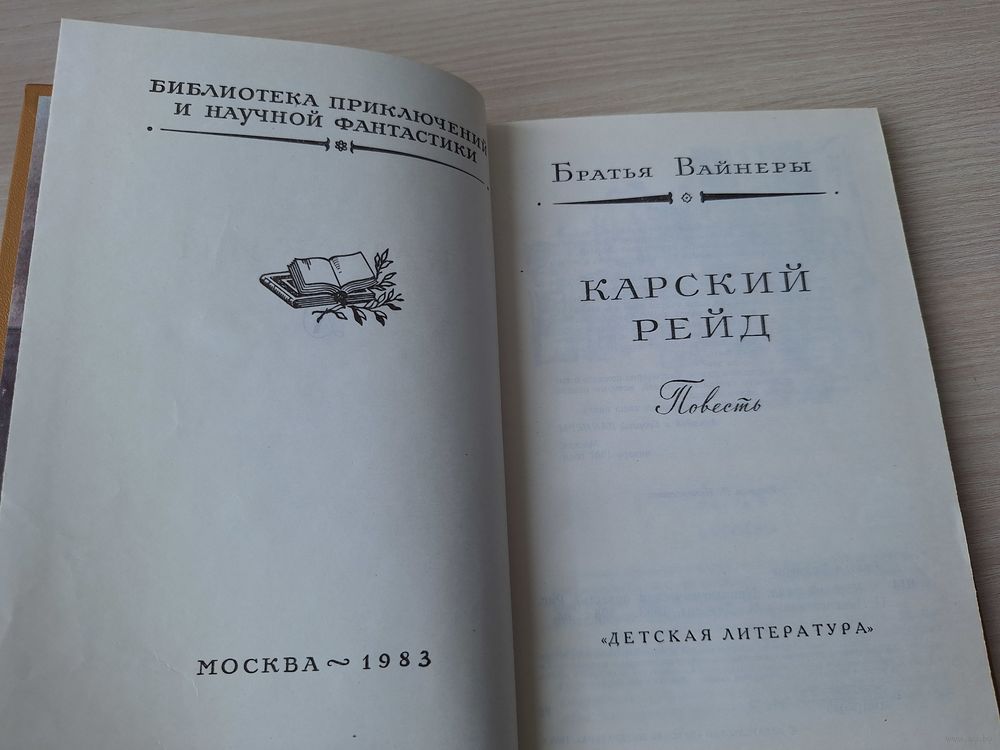 БИБЛИОТЕКА ПРИКЛЮЧЕНИЙ
И НАУЧНОЙ ФАНТАСТИКИ
МОСКВА ~ 1983
БРАТЬЯ ВАЙНЕРЫ
КАРСКИЙ
РЕЙД
Повесть
«ДЕТСКАЯ ЛИТЕРАТУРА»